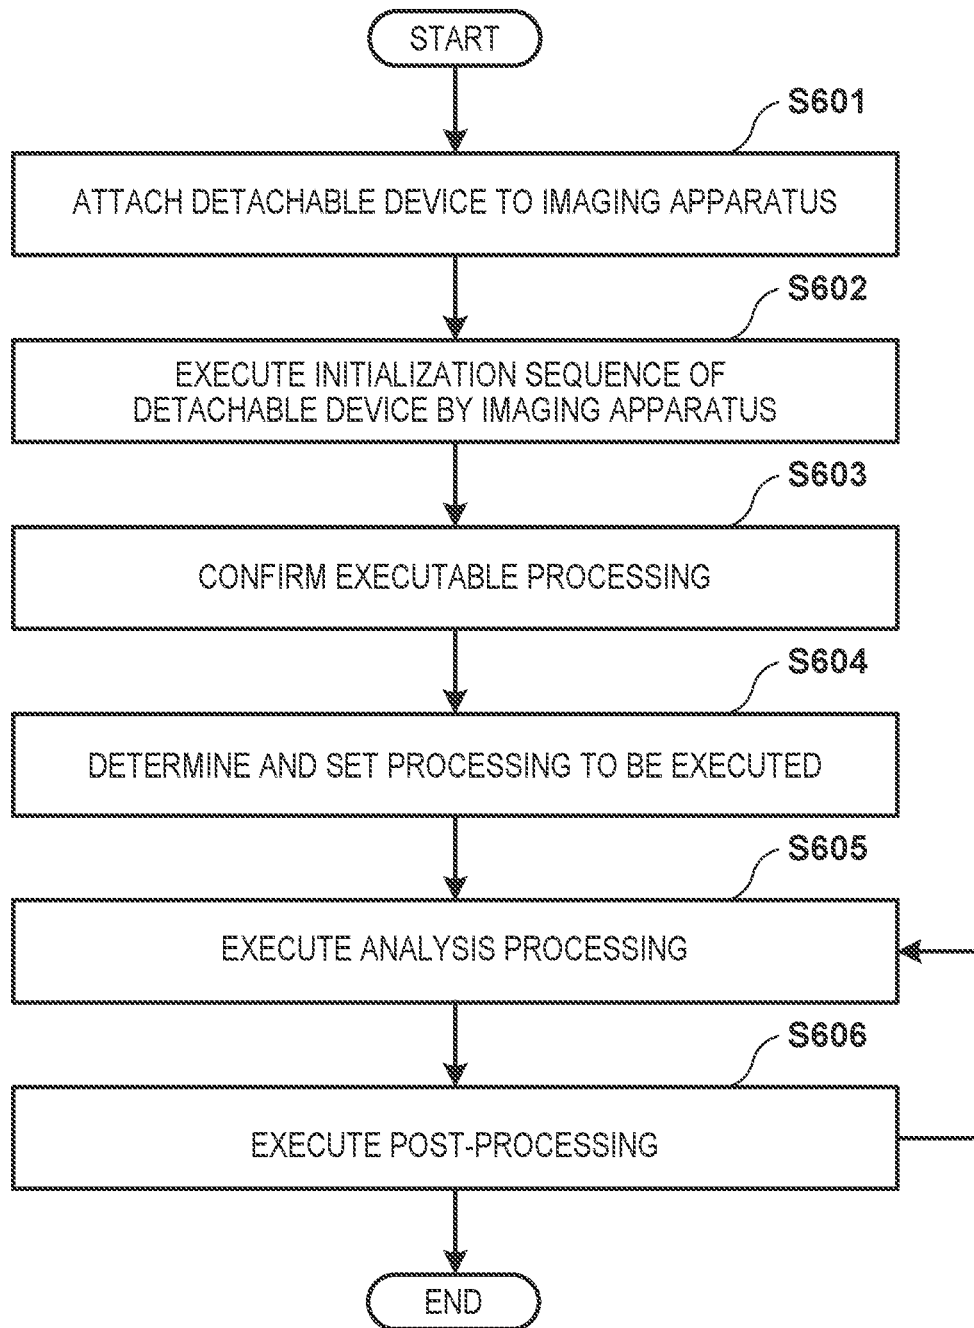 START
S601
ATTACH DETACHABLE DEVICE TO IMAGING APPARATUS
S602
EXECUTE INITIALIZATION SEQUENCE OF
DETACHABLE DEVICE BY IMAGING APPARATUS
S603
CONFIRM EXECUTABLE PROCESSING
S604
DETERMINE AND SET PROCESSING TO BE EXECUTED
S605
EXECUTE ANALYSIS PROCESSING
S606
EXECUTE POST-PROCESSING
END